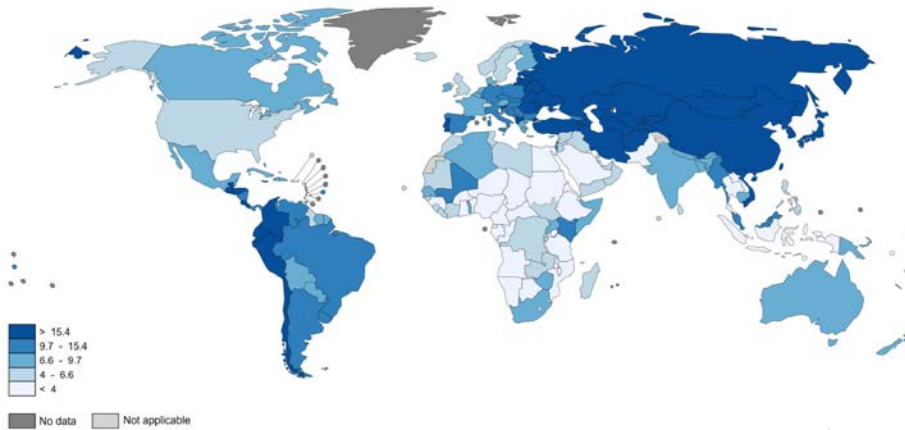 > 15.4
9.7 - 15.4
6.6 - 9.7
4 - 6.6
< 4
No data
Not applicable